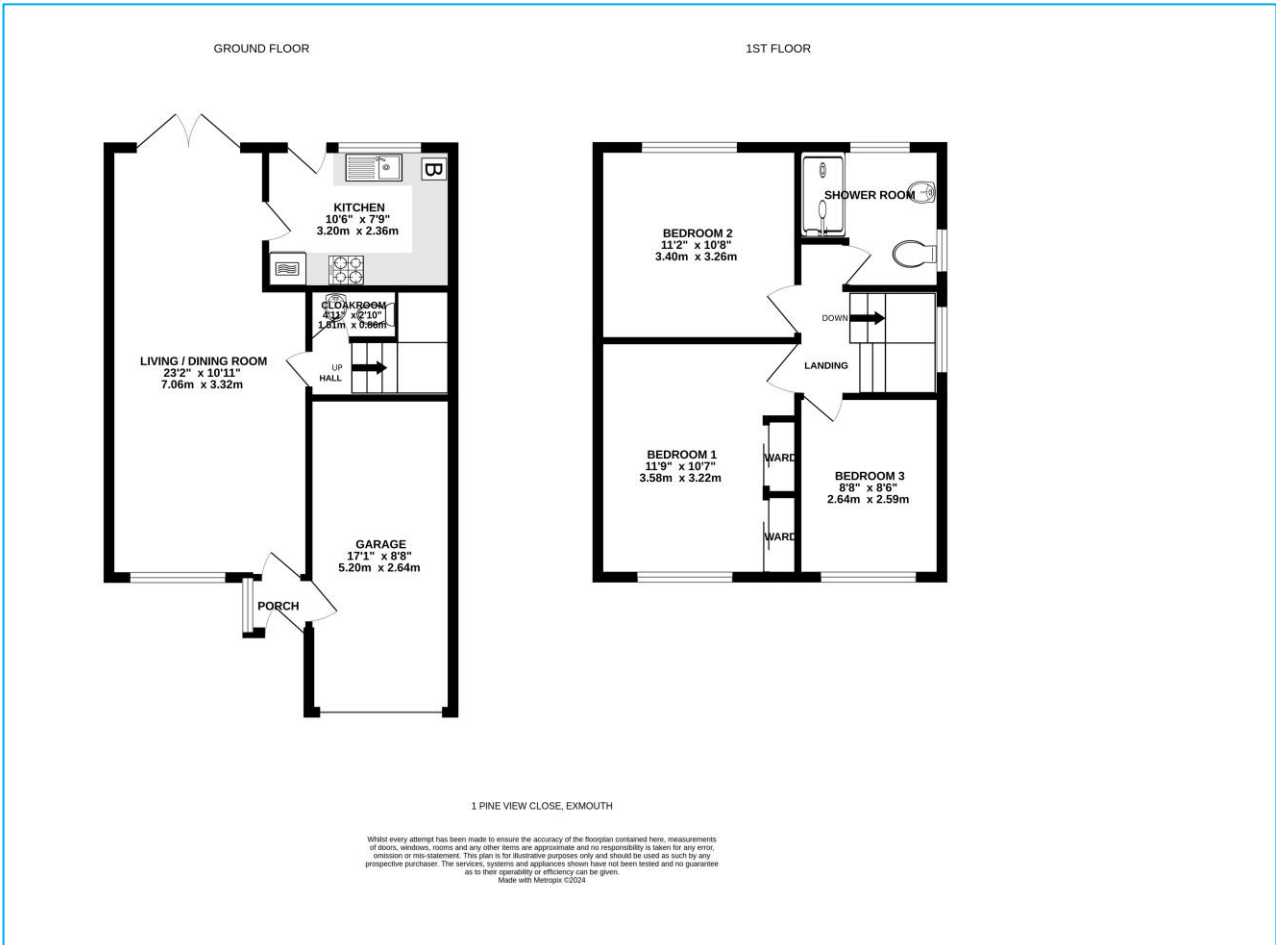 GROUND FLOOR
1ST FLOOR
B
KITCHEN
10'6" x 7'9"
3.20m x 2.36m
CLOAKROOM
4'11" x 2'10"
1.51m x 0.86m
LIVING / DINING ROOM
23'2" x 10'11"
7.06m x 3.32m
UP
HALL
GARAGE
17'1" x 8'8"
5.20m x 2.64m
PORCH
SHOWER ROOM
BEDROOM 2
11'2" x 10'8"
3.40m x 3.26m
DOWN
LANDING
BEDROOM 1
11'9" x 10'7"
3.58m x 3.22m
WARD
WARD
BEDROOM 3
8'8" x 8'6"
2.64m x 2.59m
1 PINE VIEW CLOSE, EXMOUTH
Whilst every attempt has been made to ensure the accuracy of the floorplan contained here, measurements
of doors, windows, rooms and any other items are approximate and no responsibility is taken for any error,
omission or mis-statement. This plan is for illustrative purposes only and should be used as such by any
prospective purchaser. The services, systems and appliances shown have not been tested and no guarantee
as to their operability or efficiency can be given.
Made with Metropix ©2024